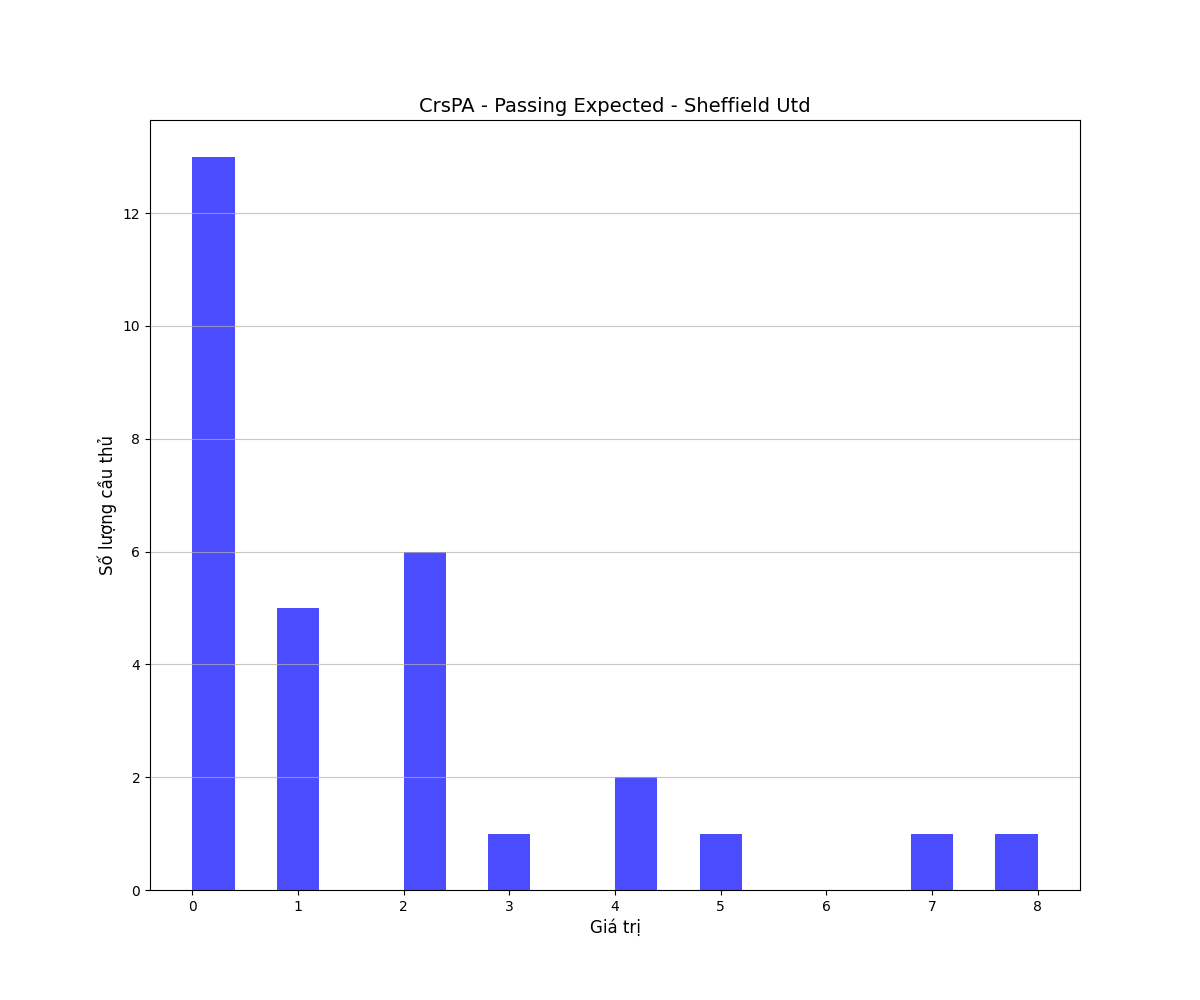 CrsPA - Passing Expected - Sheffield Utd
12
10
8
6
4
2
0
Số lượng cầu thủ
0 1 2 3 4 5 6 7 8
Giá trị